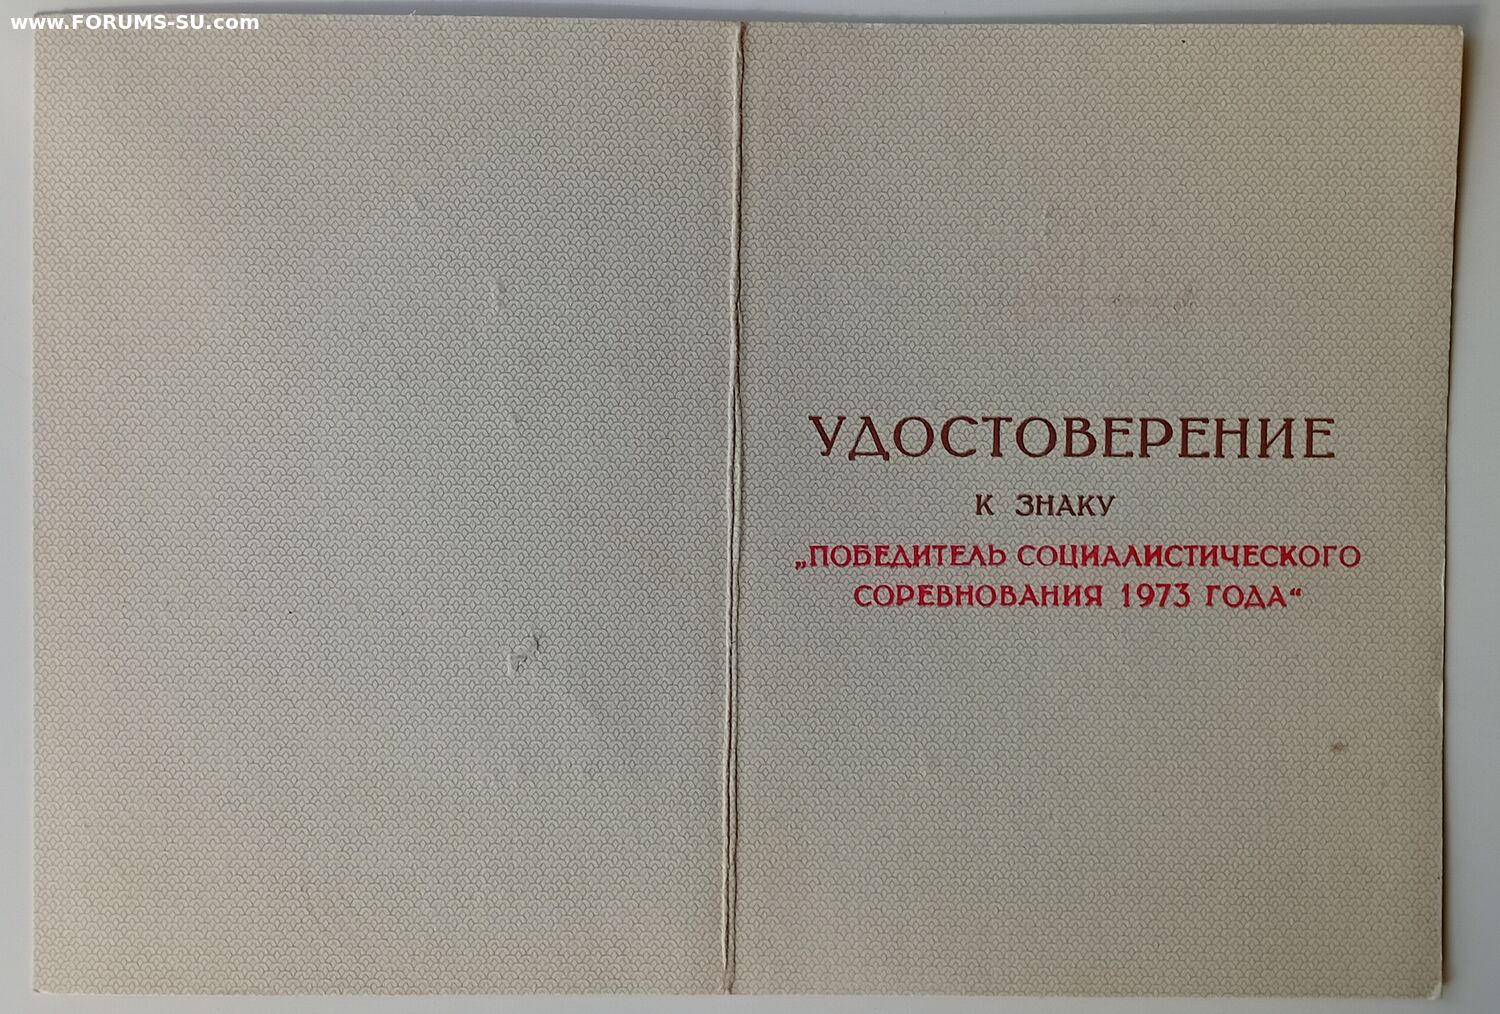 www.FORUMS-SU.com
УДОСТОВЕРЕНИЕ
К ЗНАКУ
„ПОБЕДИТЕЛЬ СОЦИАЛИСТИЧЕСКОГО
СОРЕВНОВАНИЯ 1973 ГОДА“